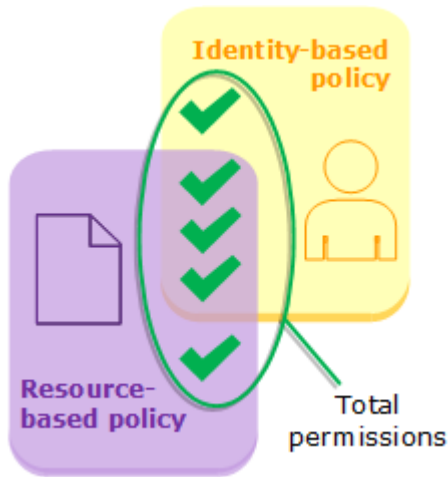 Identity-based
policy
Resource-
based policy
Total
permissions